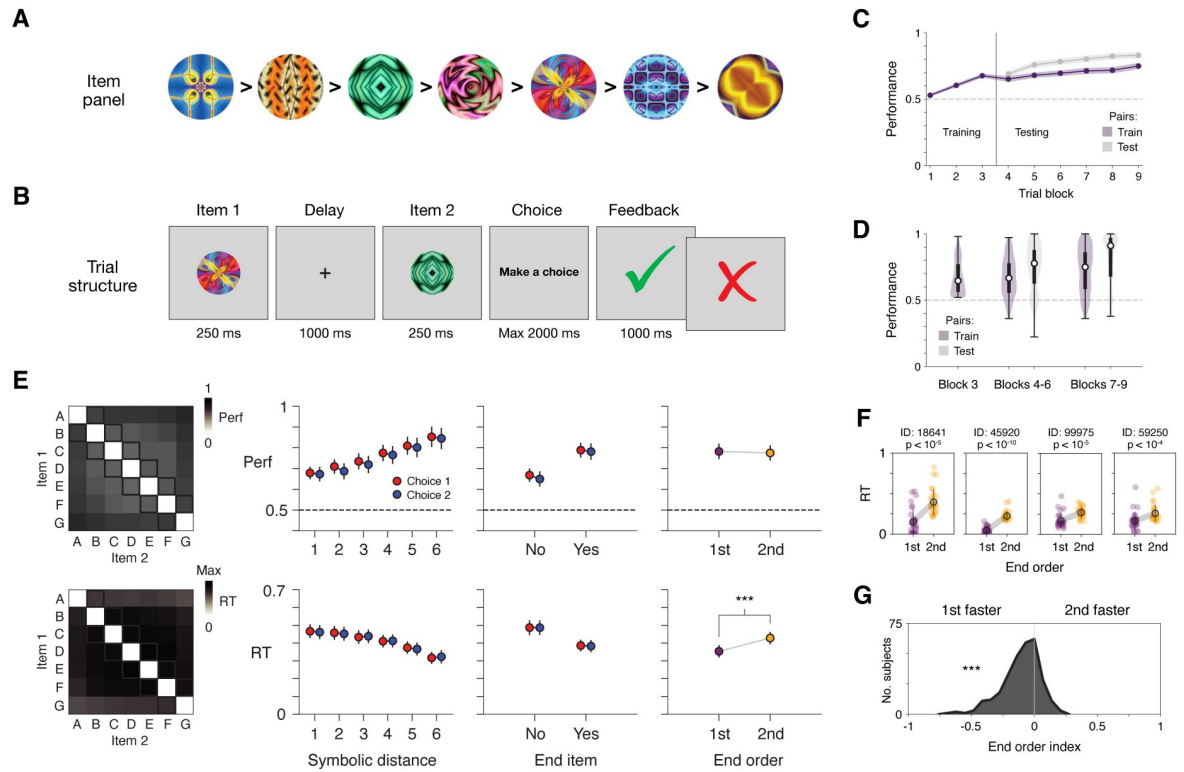 A
Item
panel
> > > > > >
B
Trial
structure
Item 1
Delay
Item 2
Choice
Feedback
+
Make a choice
250 ms
1000 ms
250 ms
Max 2000 ms
1000 ms
C
Performance
1
0.5
0
Training
Testing
Pairs:
Train
Test
1 2 3 4 5 6 7 8 9
Trial block
D
Performance
1
0.5
0
Pairs:
Train
Test
Block 3
Blocks 4-6
Blocks 7-9
E
Item 1
A
B
C
D
E
F
G
A B C D E F G
Item 2
1
Perf
0
Perf
1
0.5
Choice 1
Choice 2
1 2 3 4 5 6
No Yes
1st 2nd
Item 1
A
B
C
D
E
F
G
A B C D E F G
Item 2
Max
RT
0
RT
0.7
0
***
1 2 3 4 5 6
Symbolic distance
No Yes
End item
1st 2nd
End order
F
ID: 18641
p < 10-5
ID: 45920
p < 10-10
ID: 99975
p < 10-5
ID: 59250
p < 10-4
RT
1
0
1st 2nd
1st 2nd
1st 2nd
1st 2nd
End order
G
1st faster
2nd faster
No. subjects
75
0
***
-1 -0.5 0 0.5 1
End order index